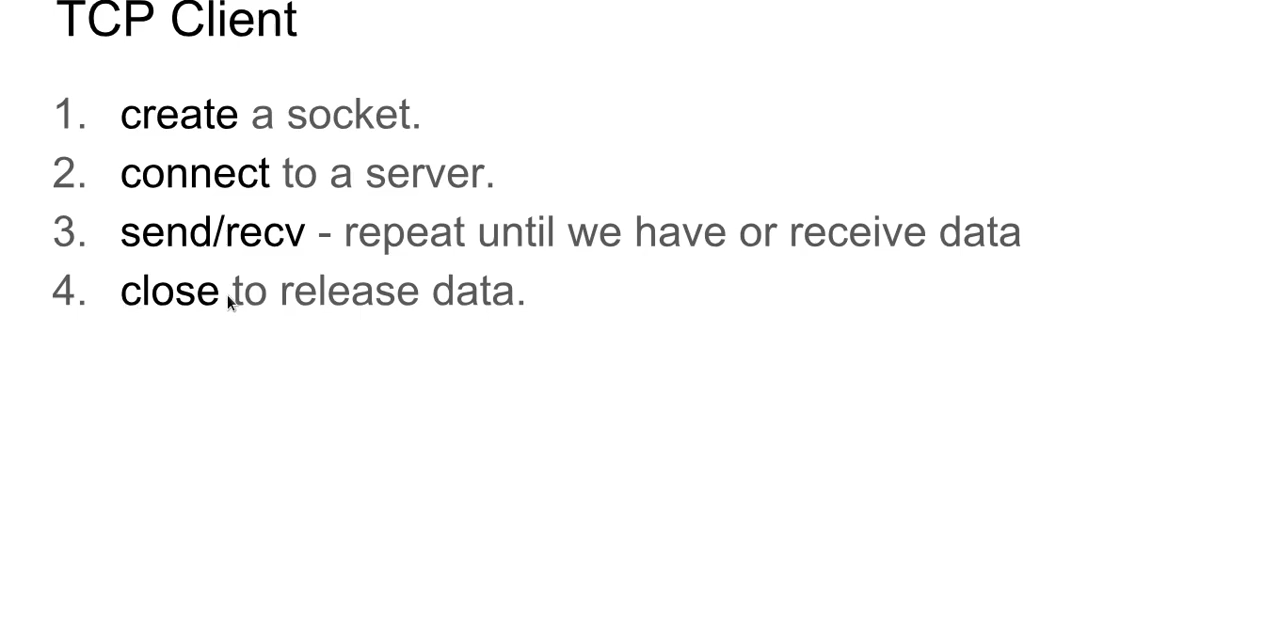 TCP Client
1. create a socket.
2. connect to a server.
3. send/recv - repeat until we have or receive data
4. close to release data.